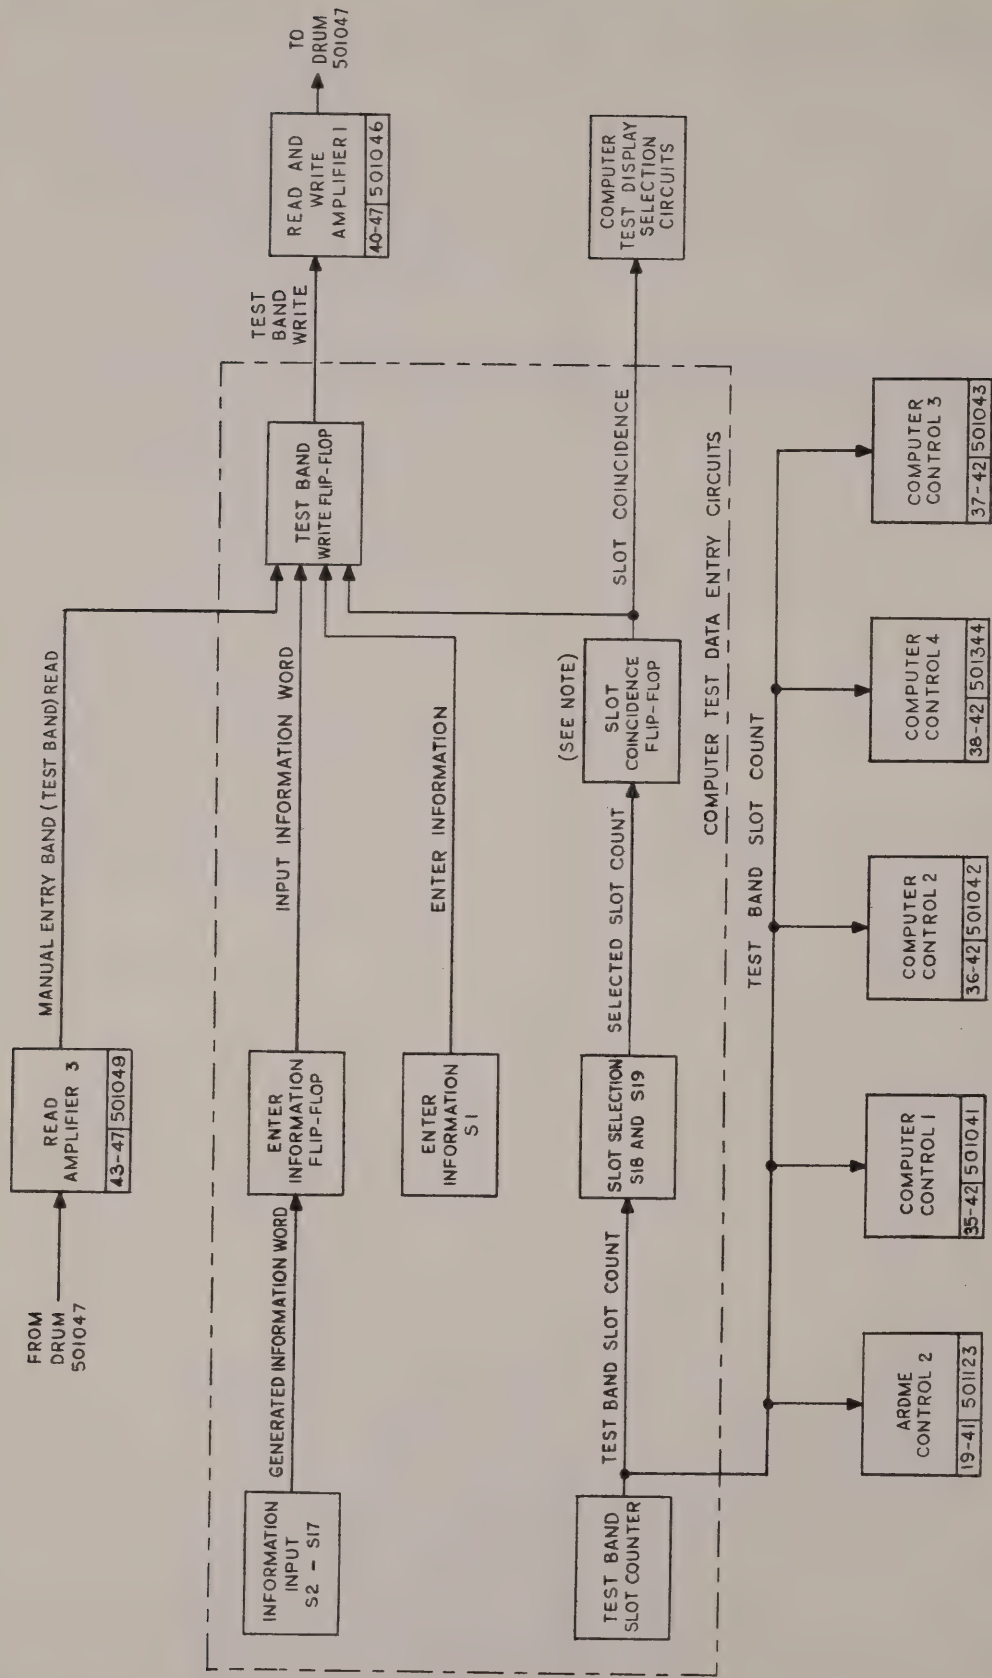 FROM
DRUM
501047
READ
AMPLIFIER 3
43-47 501049
MANUAL ENTRY BAND (TEST BAND) READ
INFORMATION
INPUT
S2 - S17
GENERATED INFORMATION WORD
ENTER
INFORMATION
FLIP-FLOP
INPUT INFORMATION WORD
TEST BAND
WRITE FLIP-FLOP
TEST
BAND
WRITE
READ AND
WRITE
AMPLIFIER 1
40-47 501046
TO
DRUM
501047
ENTER
INFORMATION
S1
ENTER INFORMATION
TEST BAND
SLOT COUNTER
TEST BAND SLOT COUNT
SLOT SELECTION
S18 AND S19
SELECTED SLOT COUNT
(SEE NOTE)
SLOT
COINCIDENCE
FLIP-FLOP
SLOT COINCIDENCE
COMPUTER
TEST DISPLAY
SELECTION
CIRCUITS
COMPUTER TEST DATA ENTRY CIRCUITS
TEST BAND SLOT COUNT
ARDME
CONTROL 2
19-41 501123
COMPUTER
CONTROL 1
35-42 501041
COMPUTER
CONTROL 2
36-42 501042
COMPUTER
CONTROL 4
38-42 501344
COMPUTER
CONTROL 3
37-42 501043